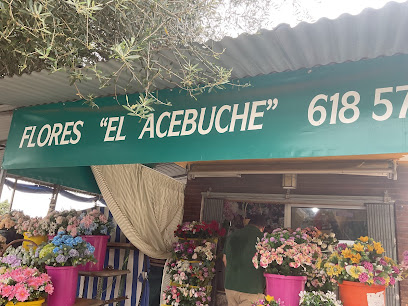 FLORES "EL ACEBUCHE" 618 57